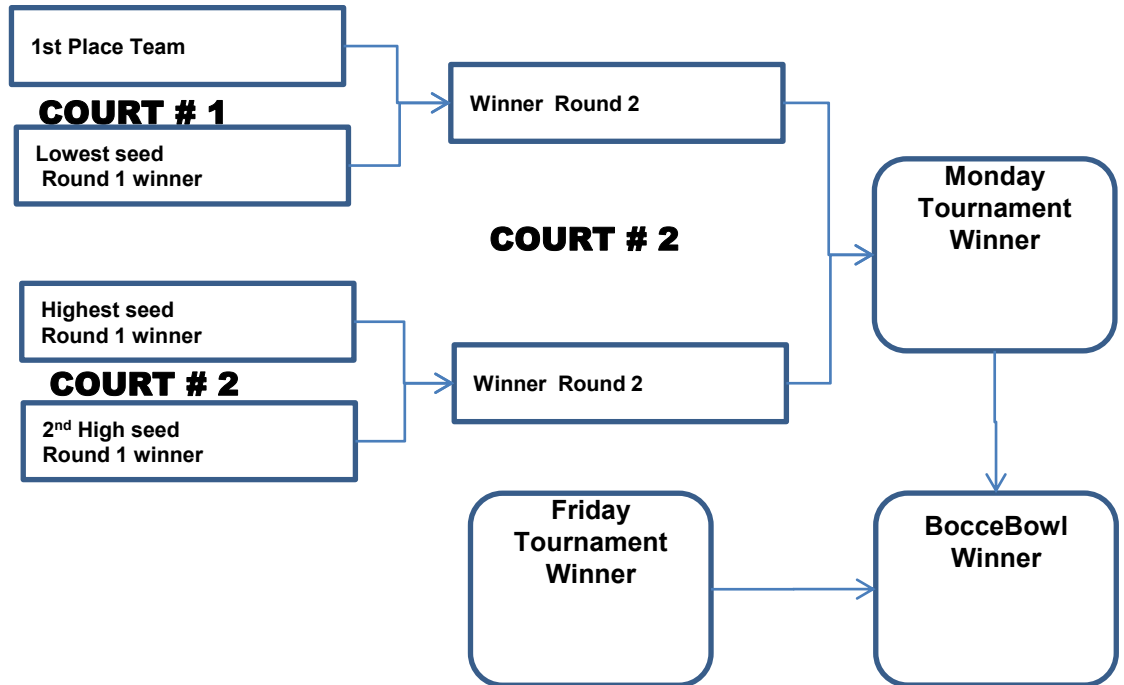 1st Place Team
COURT # 1
Lowest seed
Round 1 winner
Winner Round 2
COURT # 2
Monday
Tournament
Winner
Highest seed
Round 1 winner
COURT # 2
2nd High seed
Round 1 winner
Winner Round 2
Friday
Tournament
Winner
BocceBowl
Winner